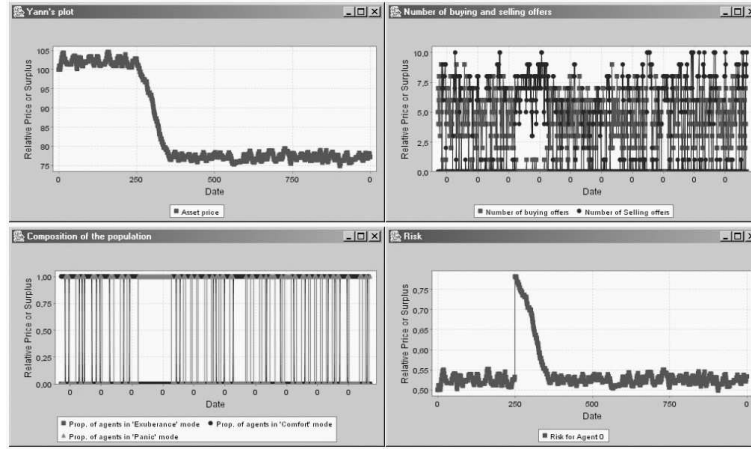 Yann's plot
105
100
95
90
85
80
75
Relative Price or Surplus
0
250
500
750
0
Date
Asset price
Number of buying and selling offers
10,0
7,5
5,0
2,5
0,0
Relative Price or Surplus
0 0 0 0 0 0 0 0 0 0
Date
Number of buying offers Number of Selling offers
Composition of the population
1,00
0,75
0,50
0,25
0,00
Relative Price or Surplus
0 0 0 0 0 0 0 0 0 0
Date
Prop. of agents in 'Exuberance' mode Prop. of agents in 'Comfort' mode
Prop. of agents in 'Panic' mode
Risk
0,75
0,70
0,65
0,60
0,55
0,50
Relative Price or Surplus
0
250
500
750
0
Date
Risk for Agent 0